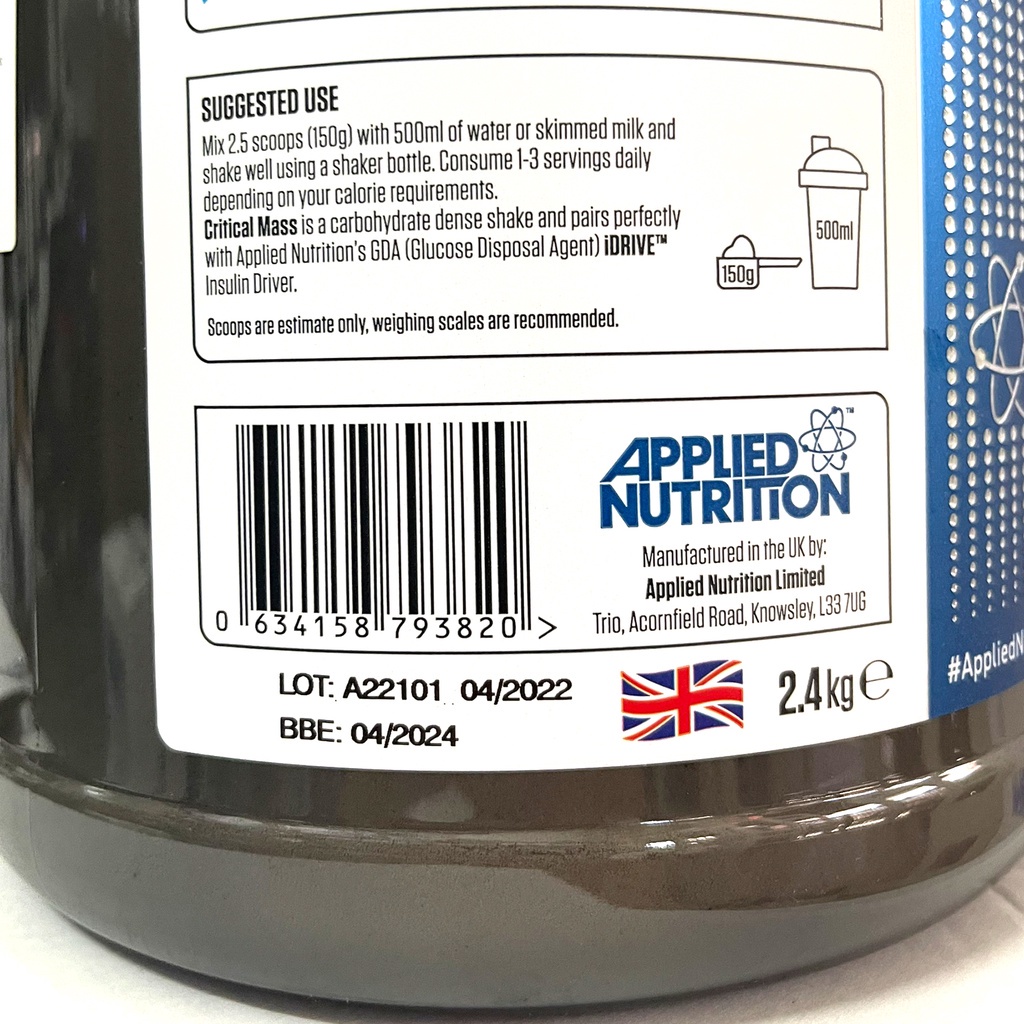 SUGGESTED USE
Mix 2.5 scoops (150g) with 500ml of water or skimmed milk and
shake well using a shaker bottle. Consume 1-3 servings daily
depending on your calorie requirements.
Critical Mass is a carbohydrate dense shake and pairs perfectly
with Applied Nutrition's GDA (Glucose Disposal Agent) iDRIVE™
Insulin Driver.
Scoops are estimate only, weighing scales are recommended.
150g
500ml
0 634158 793820 >
APPLIED
NUTRITION
™
Manufactured in the UK by:
Applied Nutrition Limited
Trio, Acornfield Road, Knowsley, L33 7UG
LOT: A22101 04/2022
BBE: 04/2024
2.4kg℮
#AppliedN